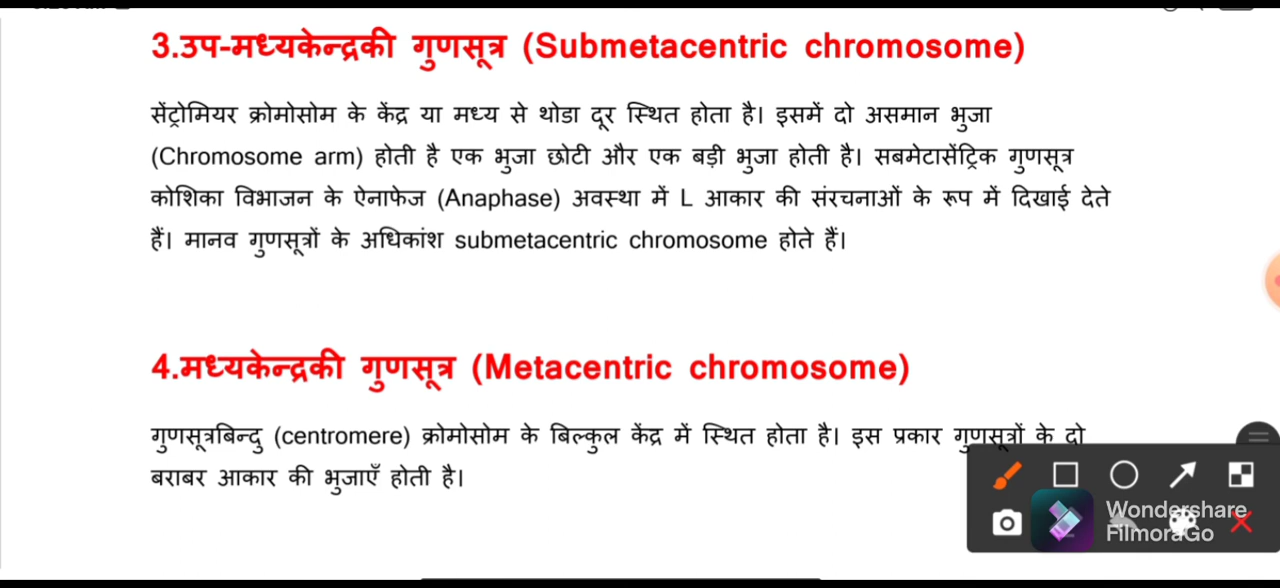 3.उप-मध्यकेन्द्रकी गुणसूत्र (Submetacentric chromosome)
सेंट्रोमियर क्रोमोसोम के केंद्र या मध्य से थोडा दूर स्थित होता है। इसमें दो असमान भुजा
(Chromosome arm) होती है एक भुजा छोटी और एक बड़ी भुजा होती है। सबमेटासेंट्रिक गुणसूत्र
कोशिका विभाजन के ऐनाफेज (Anaphase) अवस्था में L आकार की संरचनाओं के रूप में दिखाई देते
हैं। मानव गुणसूत्रों के अधिकांश submetacentric chromosome होते हैं।
4.मध्यकेन्द्रकी गुणसूत्र (Metacentric chromosome)
गुणसूत्रबिन्दु (centromere) क्रोमोसोम के बिल्कुल केंद्र में स्थित होता है। इस प्रकार गुणसूत्रों के दो
बराबर आकार की भुजाएँ होती है।
Wondershare
FilmoraGo